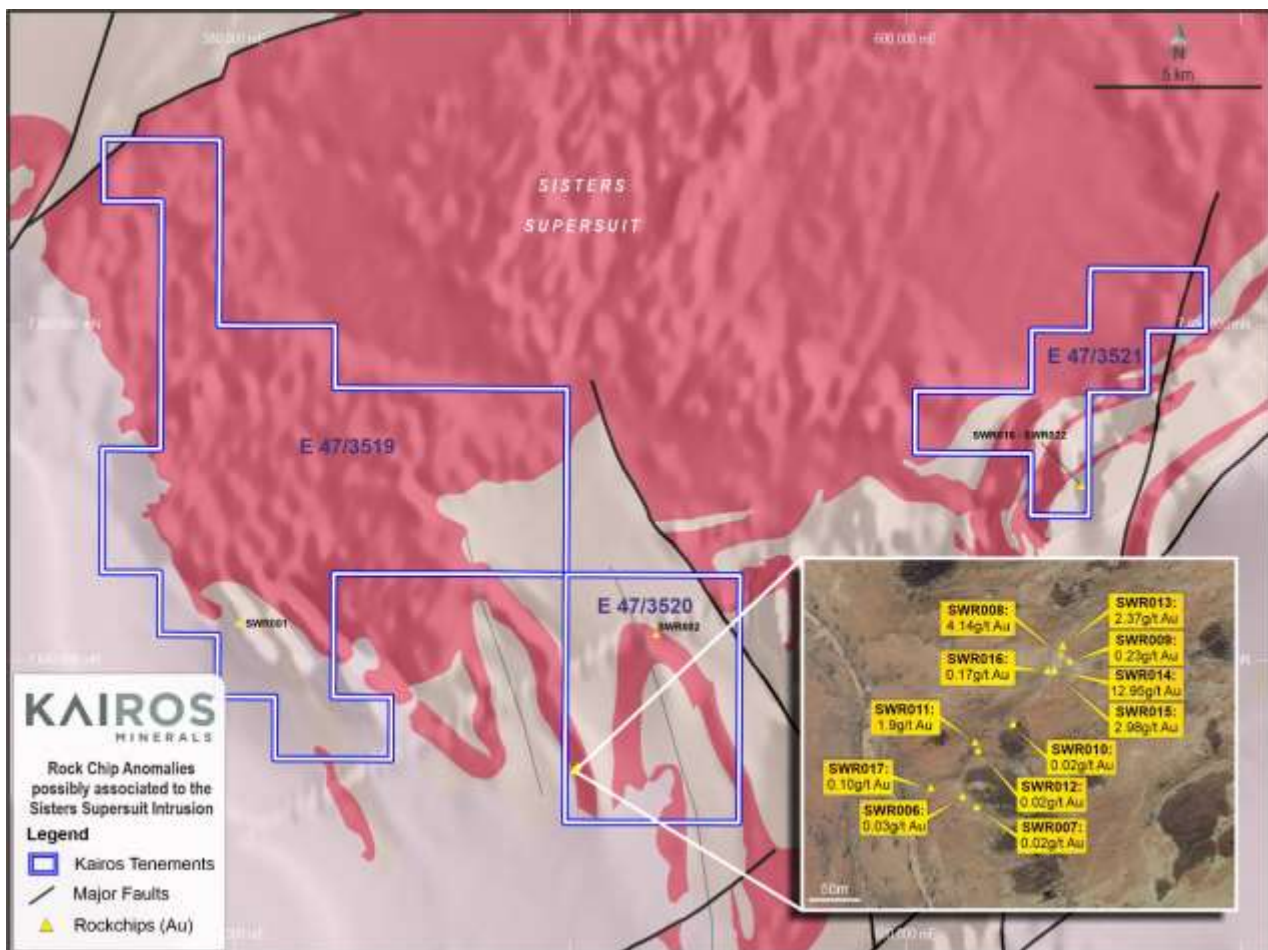 600,000 mE
N
5 km
SISTERS
SUPERSUIT
E 47/3521
E 47/3519
E 47/3520
SWR001
SWR002
SWR008:
4.14g/t Au
SWR013:
2.37g/t Au
SWR009:
0.23g/t Au
SWR016:
0.17g/t Au
SWR014:
12.95g/t Au
SWR015:
2.98g/t Au
SWR011:
1.9g/t Au
SWR010:
0.02g/t Au
SWR017:
0.10g/t Au
SWR012:
0.02g/t Au
SWR006:
0.03g/t Au
SWR007:
0.02g/t Au
50m
KAIROS
MINERALS
Rock Chip Anomalies
possibly associated to the
Sisters Supersuit Intrusion
Legend
Kairos Tenements
Major Faults
Rockchips (Au)